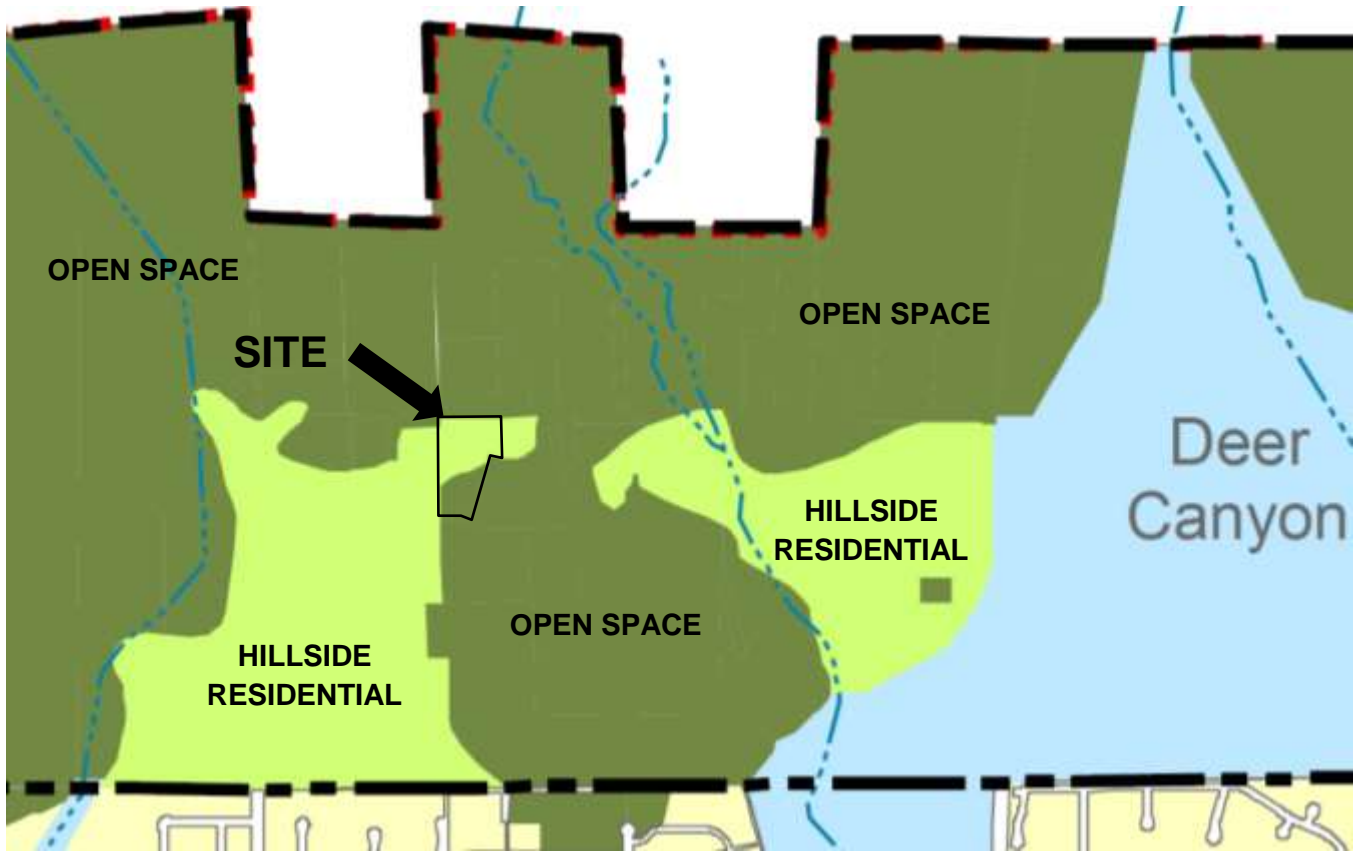 OPEN SPACE
OPEN SPACE
SITE
Deer
Canyon
HILLSIDE
RESIDENTIAL
OPEN SPACE
HILLSIDE
RESIDENTIAL